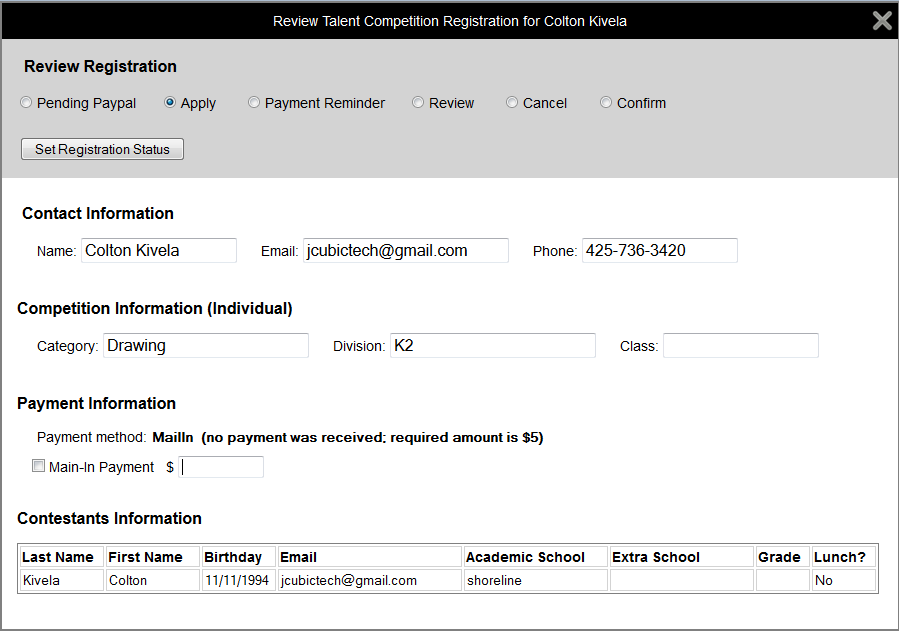 Review Talent Competition Registration for Colton Kivela
Review Registration
Pending Paypal Apply Payment Reminder Review Cancel Confirm
Set Registration Status
Contact Information
Name: Colton Kivela Email: jcubictech@gmail.com Phone: 425-736-3420
Competition Information (Individual)
Category: Drawing Division: K2 Class:
Payment Information
Payment method: MailIn (no payment was received; required amount is $5)
Main-In Payment $
Contestants Information
Last Name First Name Birthday Email Academic School Extra School Grade Lunch?
Kivela Colton 11/11/1994 jcubictech@gmail.com shoreline No